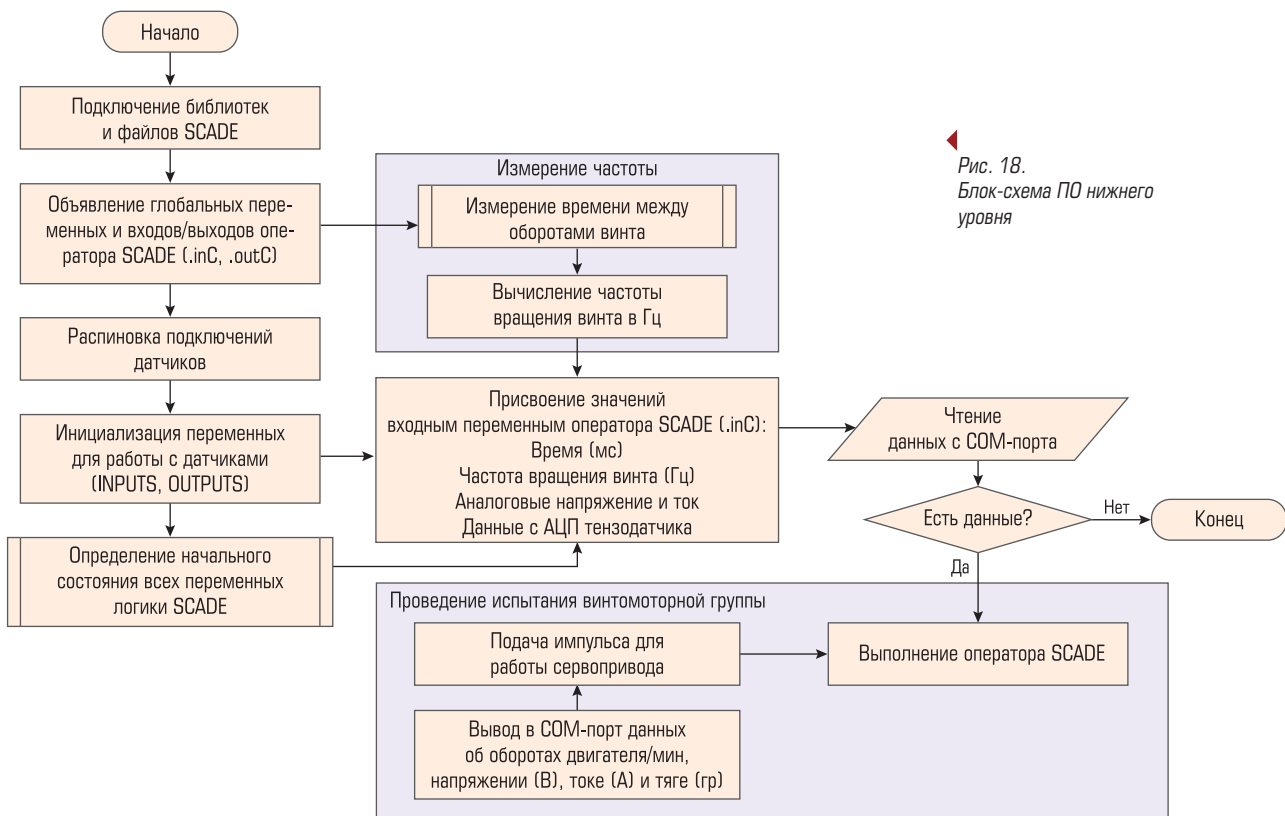 Начало
Подключение библиотек
и файлов SCADE
Объявление глобальных пере-
менных и входов/выходов опе-
ратора SCADE (.inC, .outC)
Распиновка подключений
датчиков
Инициализация переменных
для работы с датчиками
(INPUTS, OUTPUTS)
Определение начального
состояния всех переменных
логики SCADE
Измерение частоты
Измерение времени между
оборотами винта
Вычисление частоты
вращения винта в Гц
Присвоение значений
входным переменным оператора SCADE (.inC):
Время (мс)
Частота вращения винта (Гц)
Аналоговые напряжение и ток
Данные с АЦП тензодатчика
Чтение
данных с COM-порта
Есть данные?
Нет
Конец
Да
Проведение испытания винтомоторной группы
Подача импульса для
работы сервопривода
Выполнение оператора SCADE
Вывод в COM-порт данных
об оборотах двигателя/мин,
напряжении (В), токе (А) и тяге (гр)
Рис. 18.
Блок-схема ПО нижнего
уровня